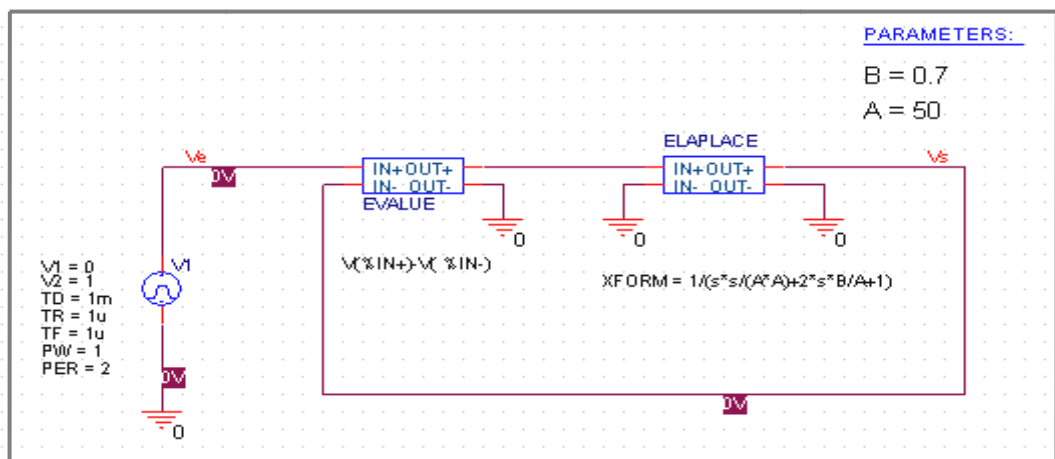 PARAMETERS:
B = 0.7
A = 50
ELAPLACE
Ve
Vs
0V
IN+OUT+
IN- OUT-
EVALUE
IN+OUT+
IN- OUT-
0
0
0
V(%IN+)-V( %IN-)
XFORM = 1/(s*s/(A*A)+2*s*B/A+1)
V1
V1 = 0
V2 = 1
TD = 1m
TR = 1u
TF = 1u
PW = 1
PER = 2
0V
0V
0